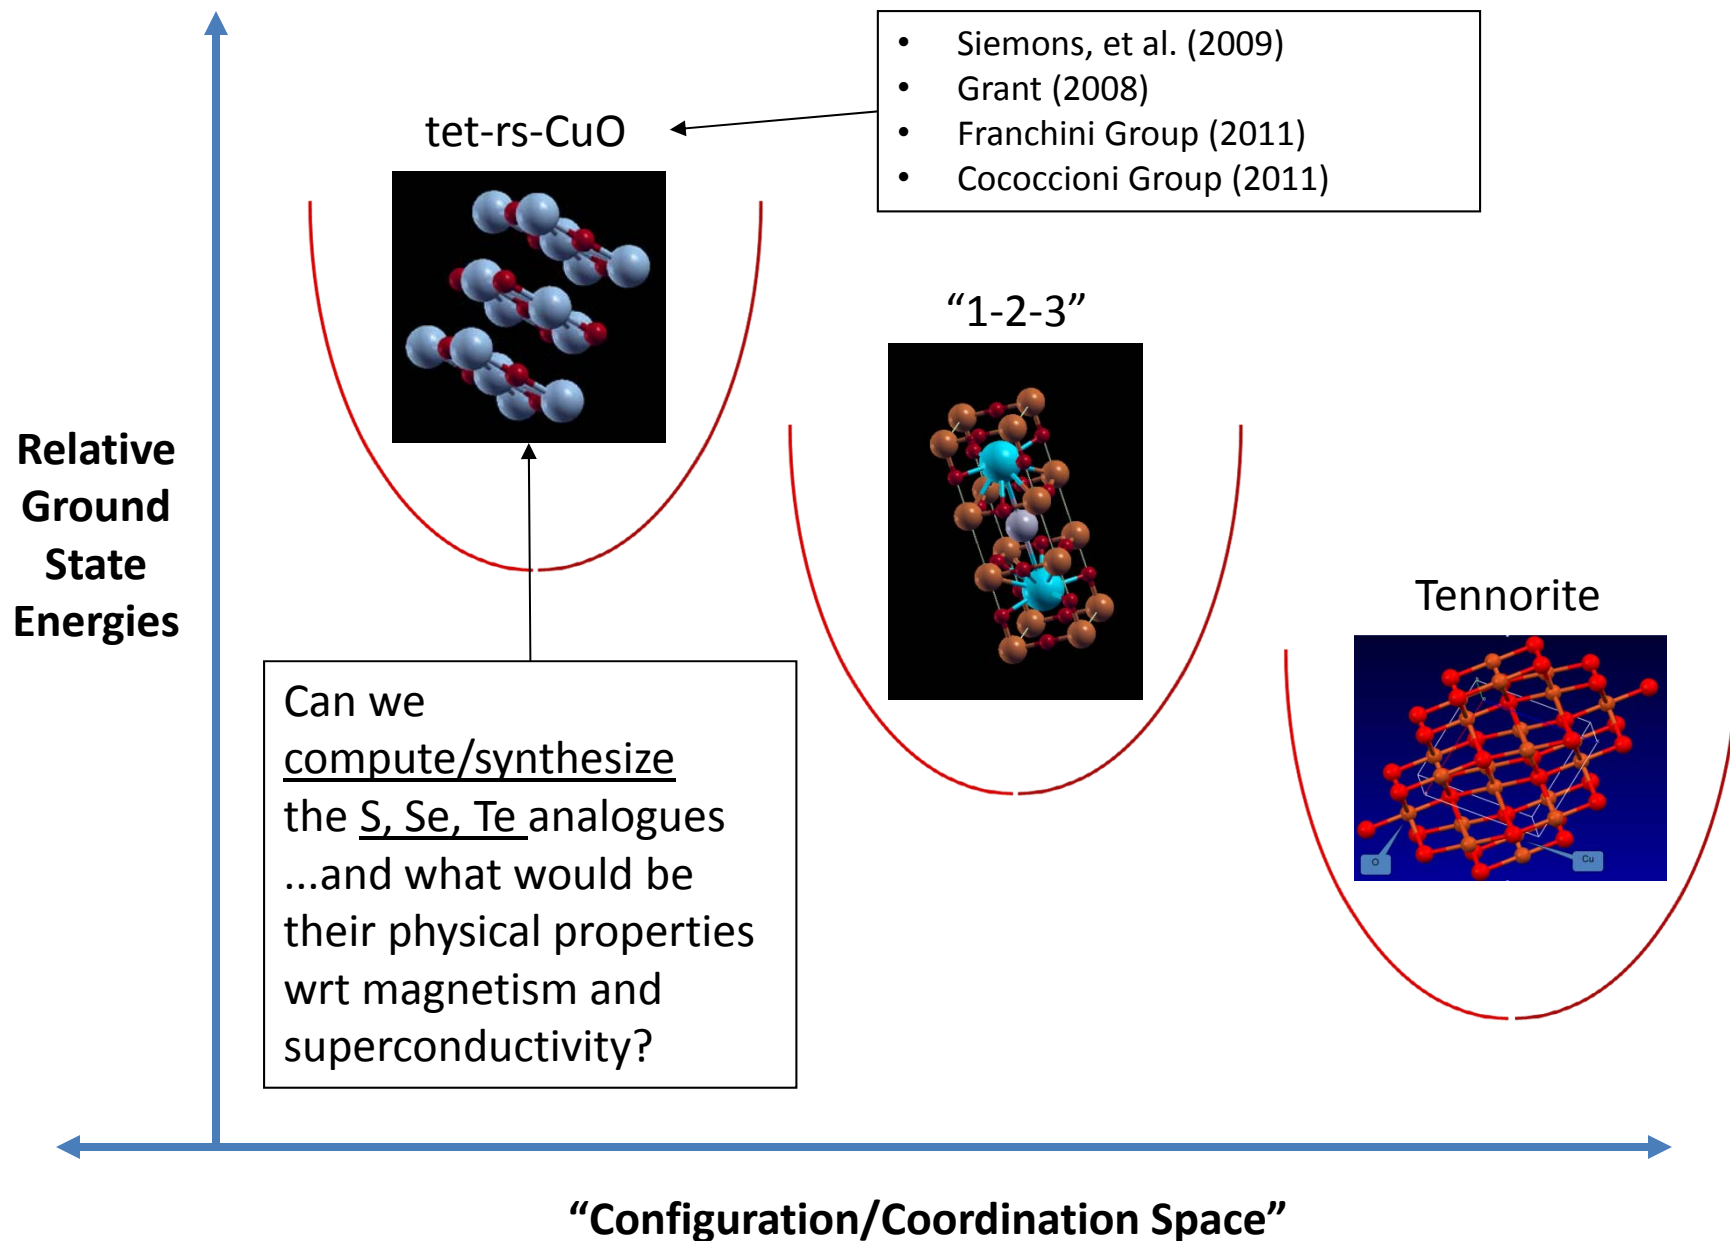 • Siemons, et al. (2009)
• Grant (2008)
• Franchini Group (2011)
• Cococcioni Group (2011)
tet-rs-CuO
“1-2-3”
Tennorite
Relative
Ground
State
Energies
O
Cu
Can we
compute/synthesize
the S, Se, Te analogues
...and what would be
their physical properties
wrt magnetism and
superconductivity?
“Configuration/Coordination Space”